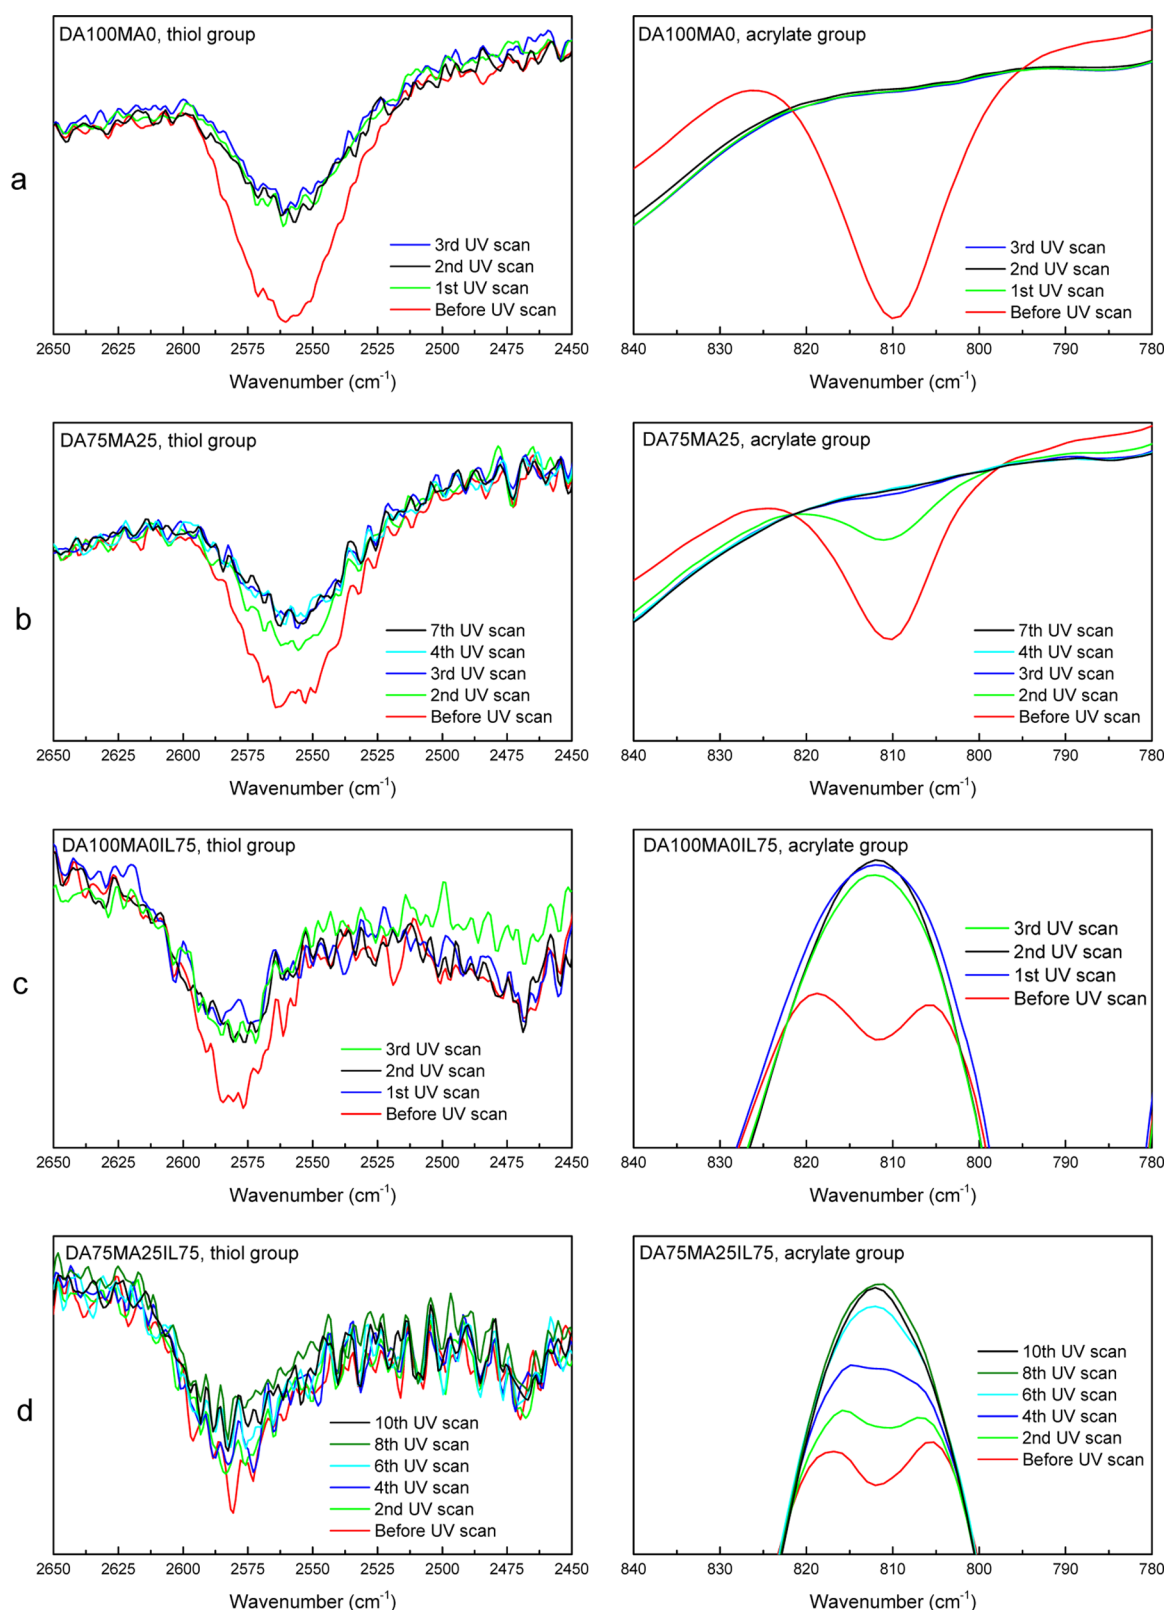 a
DA100MA0, thiol group
3rd UV scan
2nd UV scan
1st UV scan
Before UV scan
2650 2625 2600 2575 2550 2525 2500 2475 2450
Wavenumber (cm⁻¹)
DA100MA0, acrylate group
3rd UV scan
2nd UV scan
1st UV scan
Before UV scan
840 830 820 810 800 790 780
Wavenumber (cm⁻¹)
b
DA75MA25, thiol group
7th UV scan
4th UV scan
3rd UV scan
2nd UV scan
Before UV scan
2650 2625 2600 2575 2550 2525 2500 2475 2450
Wavenumber (cm⁻¹)
DA75MA25, acrylate group
7th UV scan
4th UV scan
3rd UV scan
2nd UV scan
Before UV scan
840 830 820 810 800 790 780
Wavenumber (cm⁻¹)
c
DA100MA0IL75, thiol group
3rd UV scan
2nd UV scan
1st UV scan
Before UV scan
2650 2625 2600 2575 2550 2525 2500 2475 2450
Wavenumber (cm⁻¹)
DA100MA0IL75, acrylate group
3rd UV scan
2nd UV scan
1st UV scan
Before UV scan
840 830 820 810 800 790 780
Wavenumber (cm⁻¹)
d
DA75MA25IL75, thiol group
10th UV scan
8th UV scan
6th UV scan
4th UV scan
2nd UV scan
Before UV scan
2650 2625 2600 2575 2550 2525 2500 2475 2450
Wavenumber (cm⁻¹)
DA75MA25IL75, acrylate group
10th UV scan
8th UV scan
6th UV scan
4th UV scan
2nd UV scan
Before UV scan
840 830 820 810 800 790 780
Wavenumber (cm⁻¹)